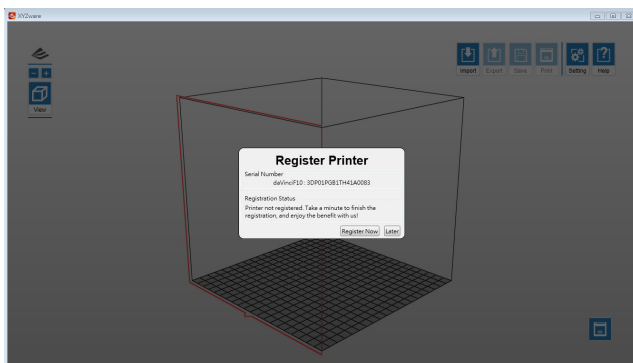 XYZware
Import Export Save Print Setting Help
View
Register Printer
Serial Number
daVinciF10 : 3DP01PGB1TH41A0083
Registration Status
Printer not registered. Take a minute to finish the
registration, and enjoy the benefit with us!
Register Now Later